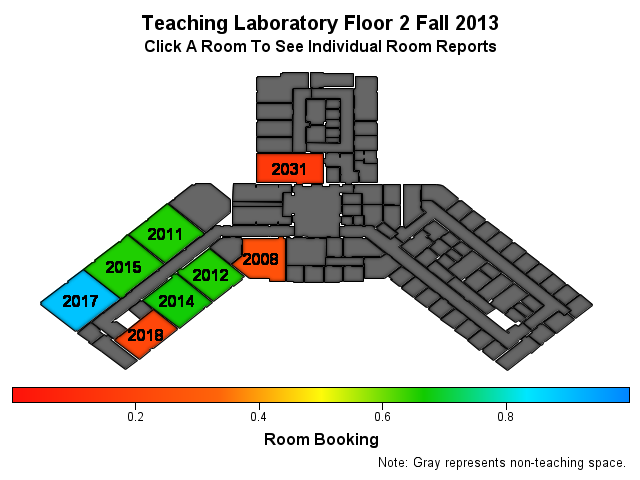 Teaching Laboratory Floor 2 Fall 2013
Click A Room To See Individual Room Reports
2031
2011
2015
2012
2008
2017
2014
2018
0.2 0.4 0.6 0.8
Room Booking
Note: Gray represents non-teaching space.